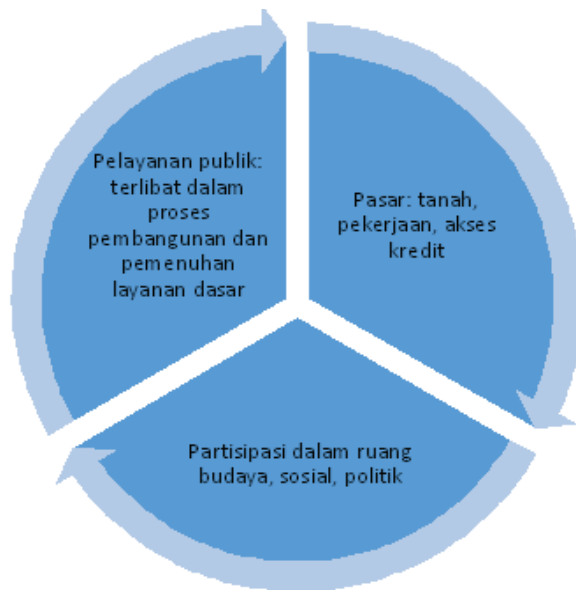 Pelayanan publik:
terlibat dalam
proses
pembangunan dan
pemenuhan
layanan dasar
Pasar: tanah,
pekerjaan, akses
kredit
Partisipasi dalam ruang
budaya, sosial, politik